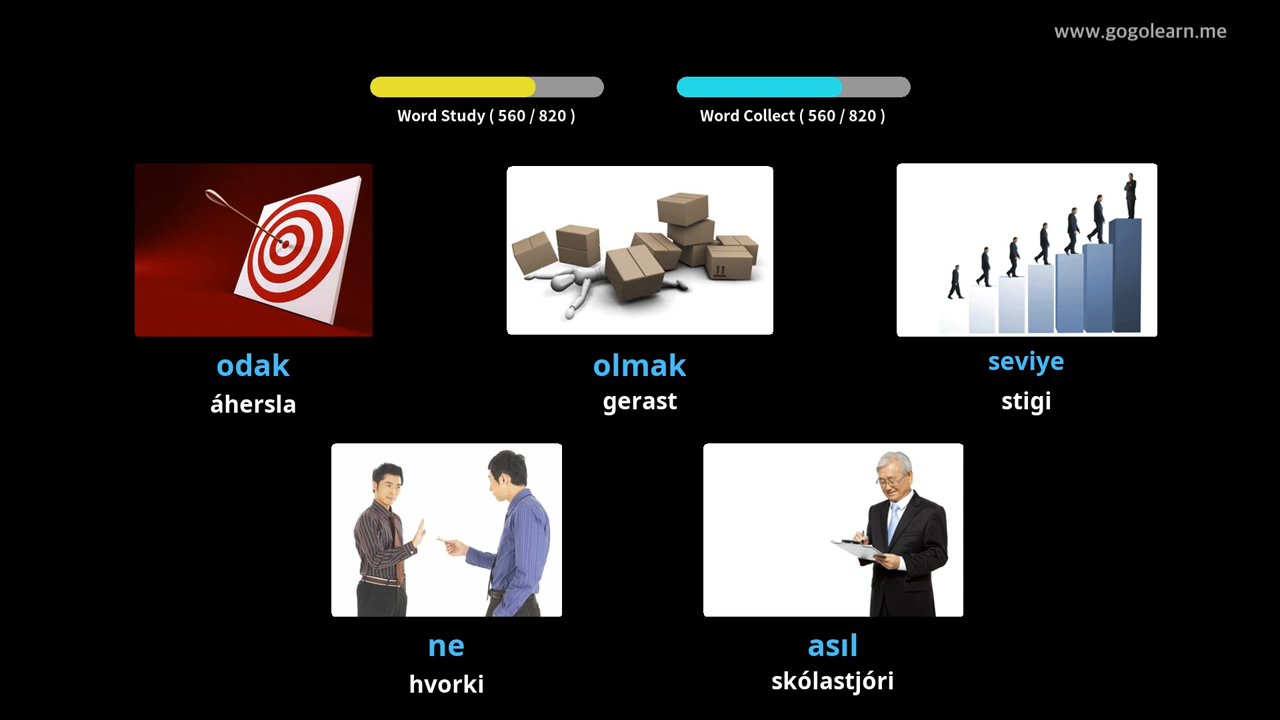 www.gogolearn.me
Word Study ( 560 / 820 )
Word Collect ( 560 / 820 )
odak
áhersla
olmak
gerast
seviye
stigi
ne
hvorki
asıl
skólastjóri